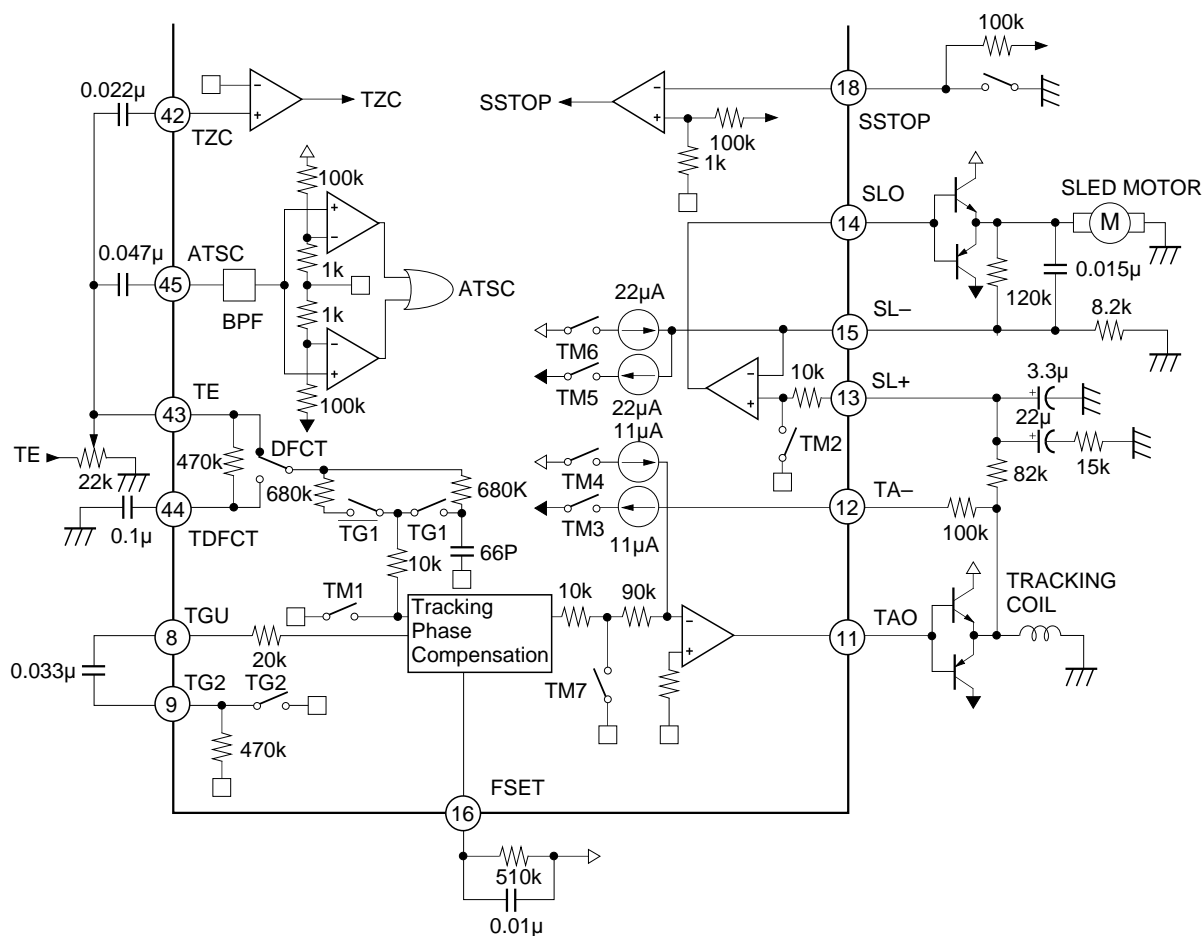 100k
0.022µ
−
+
42
TZC
TZC
SSTOP
−
+
100k
1k
18
SSTOP
100k
+
−
1k
1k
−
+
100k
0.047µ
45
ATSC
BPF
ATSC
SLO
14
SLED MOTOR
M
120k
0.015µ
22µA
TM6
TM5
22µA
SL–
15
8.2k
−
+
10k
TM2
SL+
13
+
3.3µ
+
22µ
15k
82k
TE
43
TE
22k
470k
DFCT
680k
680K
TG1
TG1
44
TDFCT
0.1µ
66P
10k
11µA
TM4
TM3
11µA
TA–
12
100k
TM1
Tracking
Phase
Compensation
10k
90k
−
+
TM7
TAO
11
TRACKING
COIL
TGU
8
20k
0.033µ
TG2
9
TG2
470k
FSET
16
510k
0.01µ